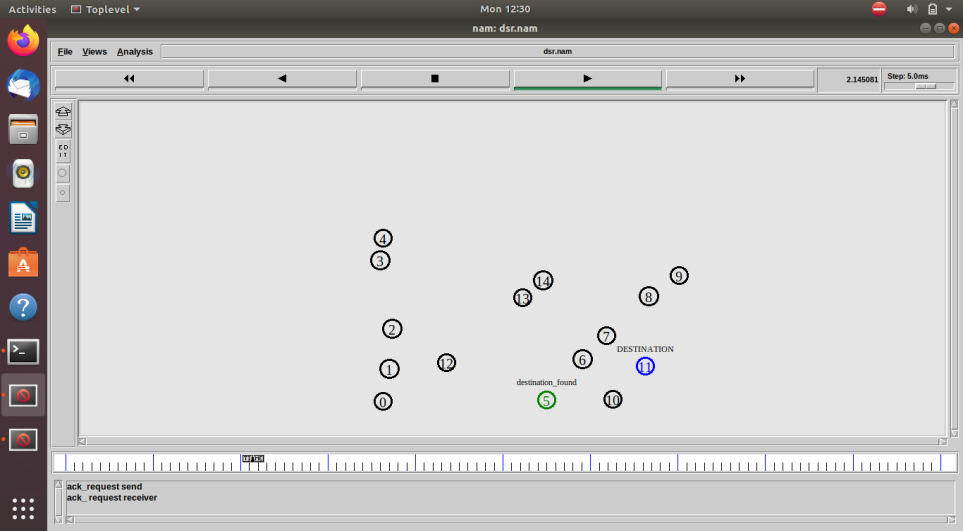 Activities Toplevel Mon 12:30
nam: dsr.nam
File Views Analysis dsr.nam
2.145081 Step: 5.0ms
E D
I T
4
3
9
14
13
8
2
7
DESTINATION
12
6
11
1
destination_found
0
5
10
ack_request send
ack_ request receiver